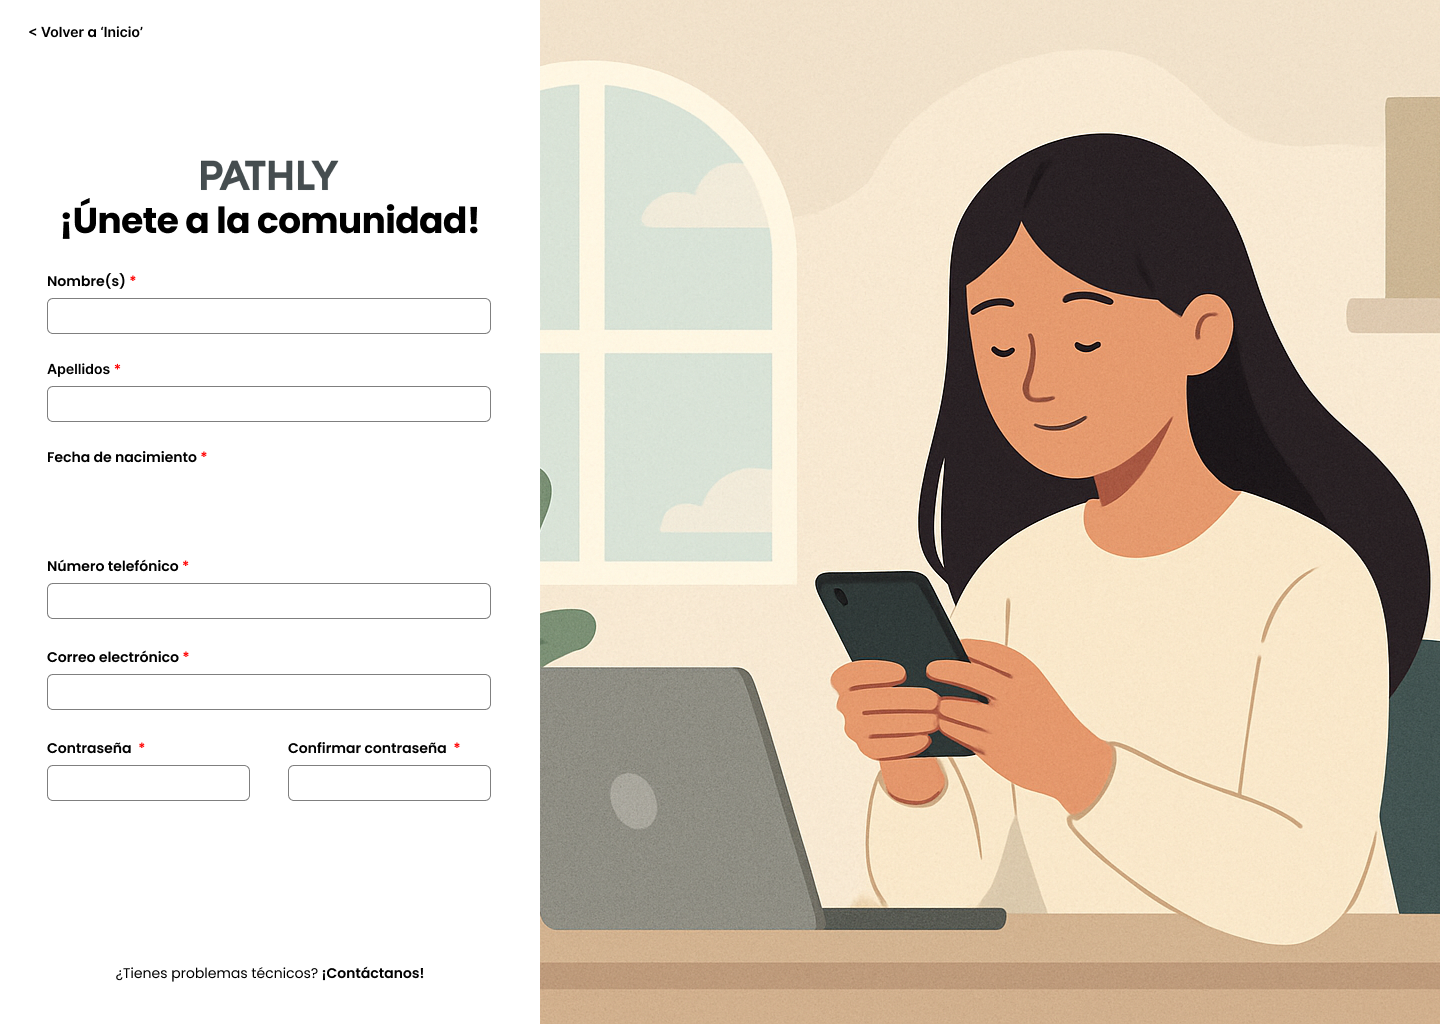 < Volver a ‘Inicio’
PATHLY
¡Únete a la comunidad!
Nombre(s) *
Apellidos *
Fecha de nacimiento *
Número telefónico *
Correo electrónico *
Contraseña *
Confirmar contraseña *
¿Tienes problemas técnicos? ¡Contáctanos!